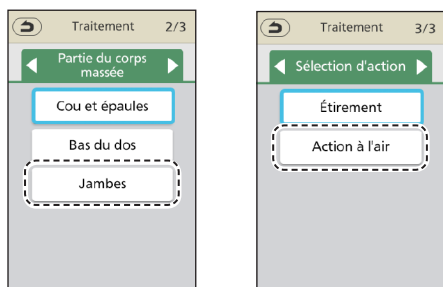 Traitement 2/3
Partie du corps
massée
Cou et épaules
Bas du dos
Jambes
Traitement 3/3
Sélection d'action
Étirement
Action à l'air